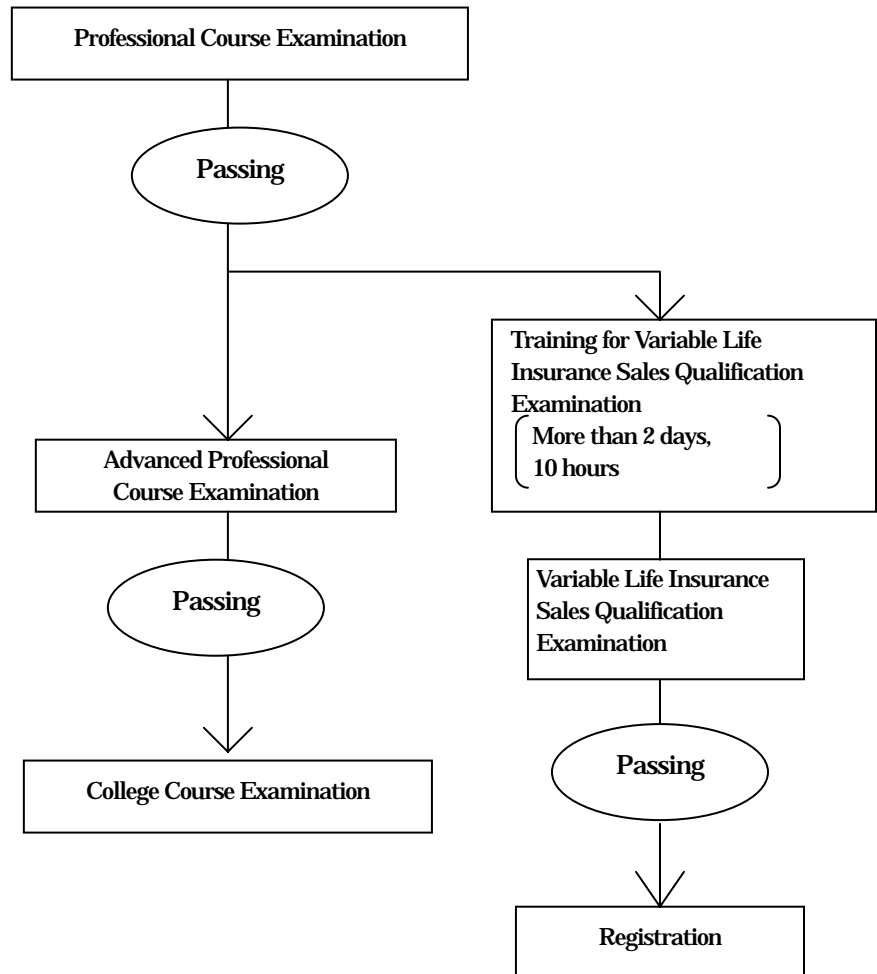 Professional Course Examination
Passing
Training for Variable Life
Insurance Sales Qualification
Examination
More than 2 days,
10 hours
Advanced Professional
Course Examination
Variable Life Insurance
Sales Qualification
Examination
Passing
Passing
College Course Examination
Registration